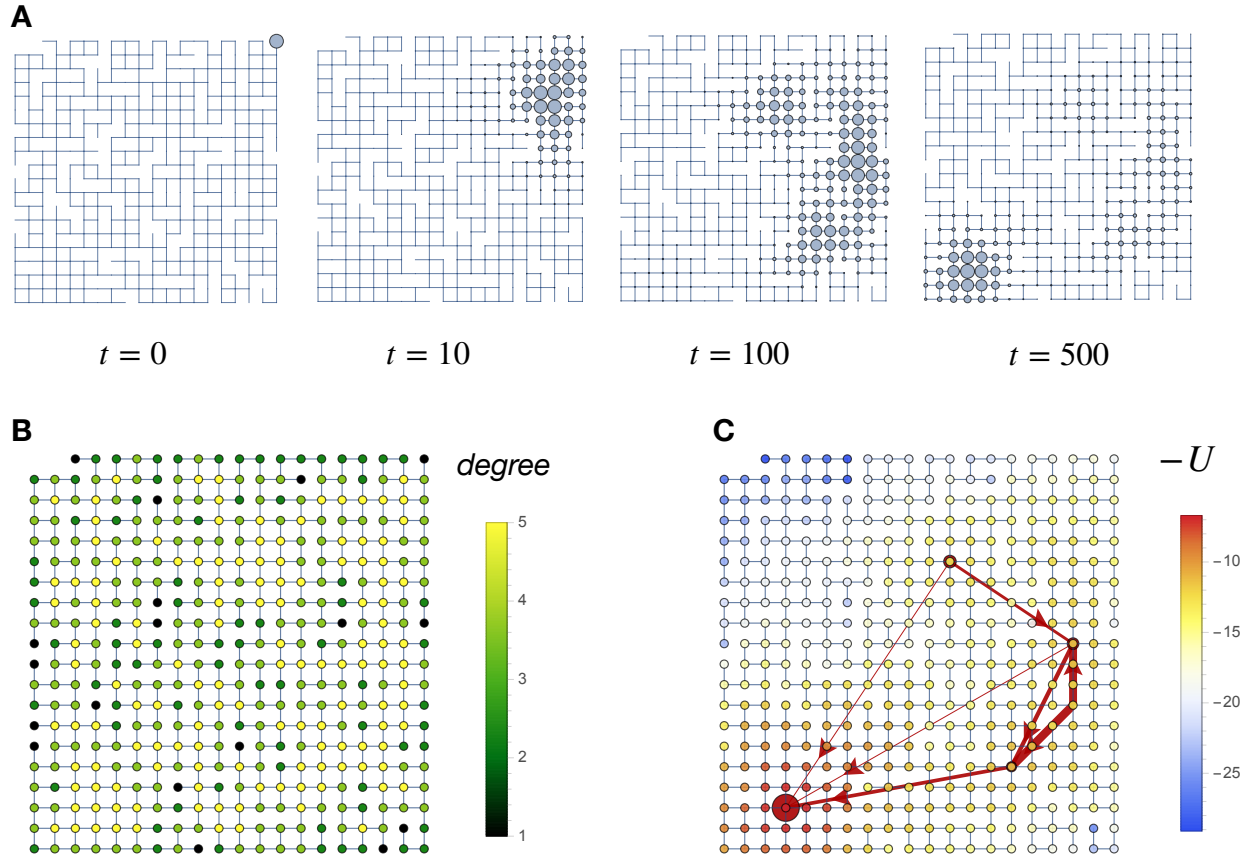 A
t = 0
t = 10
t = 100
t = 500
B
degree
5
4
3
2
1
C
−U
−10
−15
−20
−25